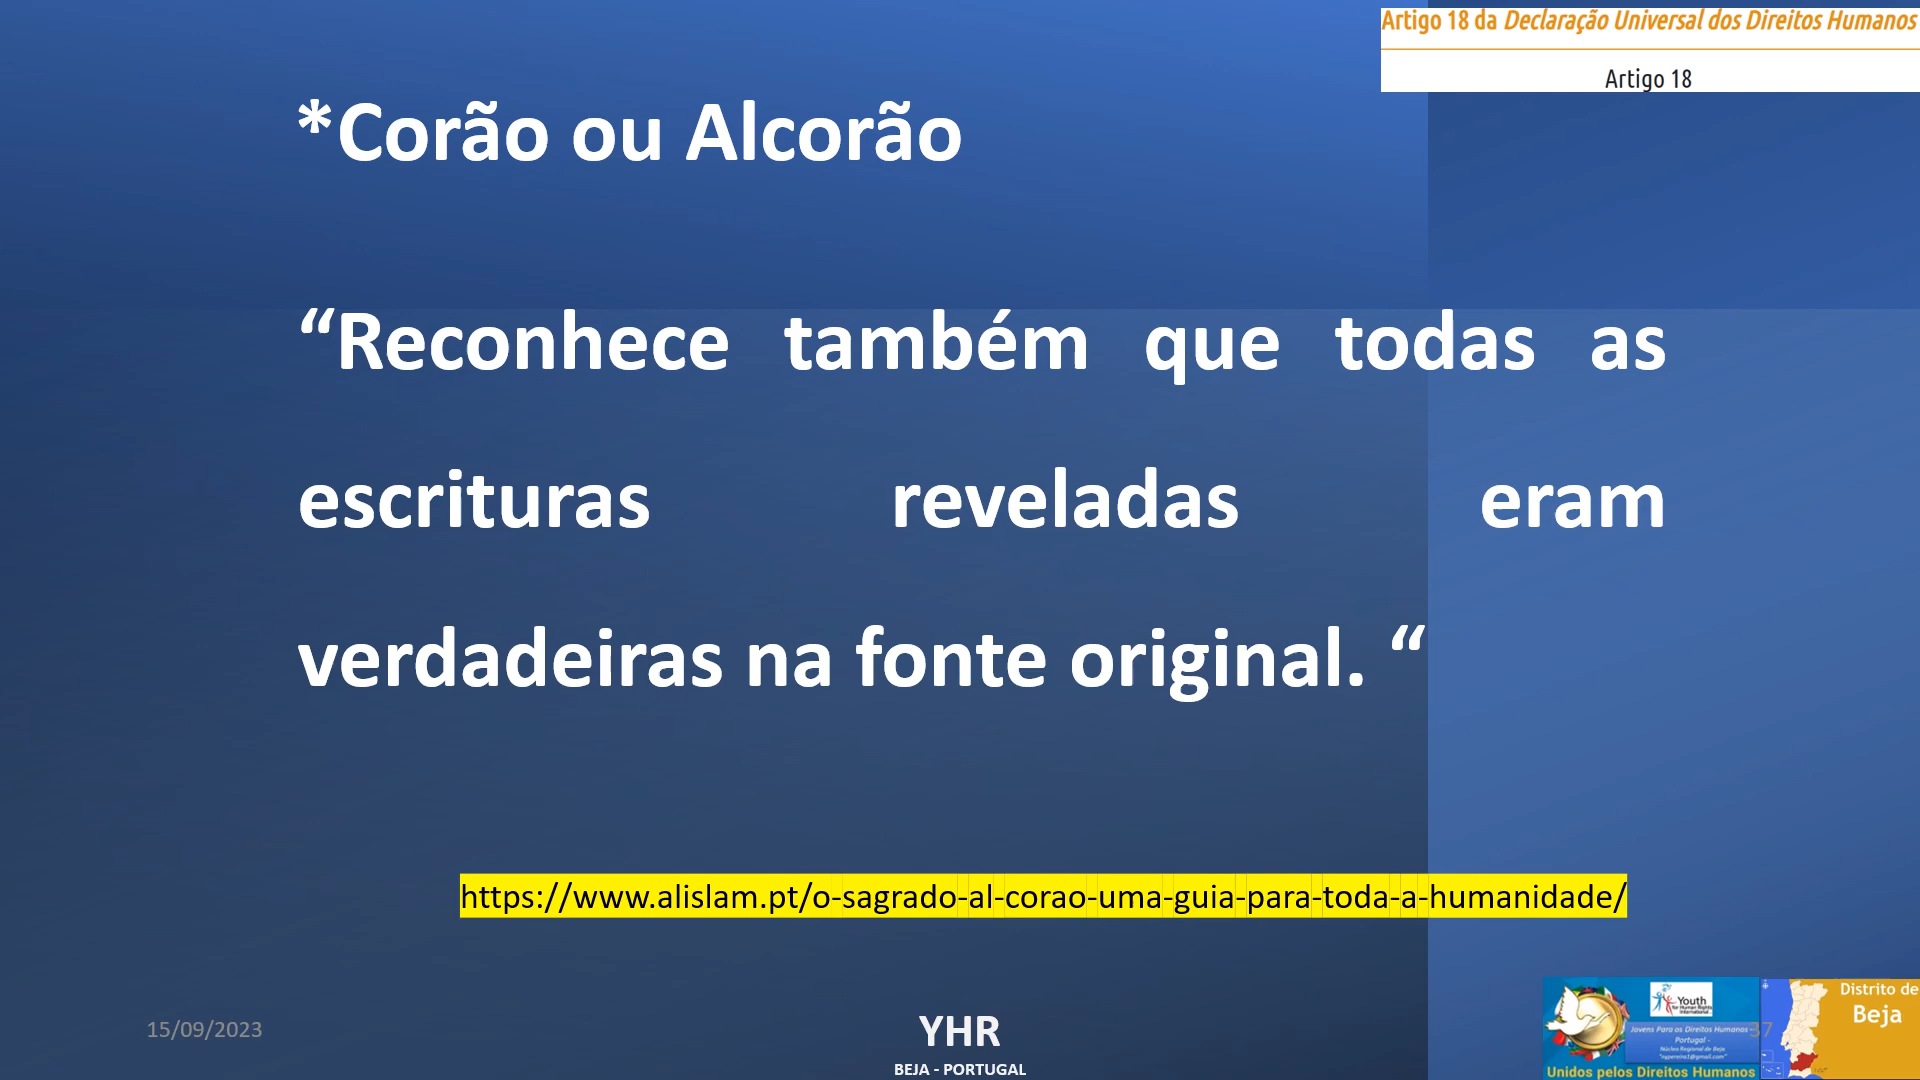 Artigo 18 da Declaração Universal dos Direitos Humanos
Artigo 18
*Corão ou Alcorão
“Reconhece também que todas as
escrituras reveladas eram
verdadeiras na fonte original. “
https://www.alislam.pt/o-sagrado-al-corao-uma-guia-para-toda-a-humanidade/
15/09/2023
YHR
BEJA - PORTUGAL
Youth
for Human Rights
International
Jovens Para os Direitos Humanos
Portugal -
Núcleo Regional de Beja
Unidos pelos Direitos Humanos
37
Distrito de
Beja